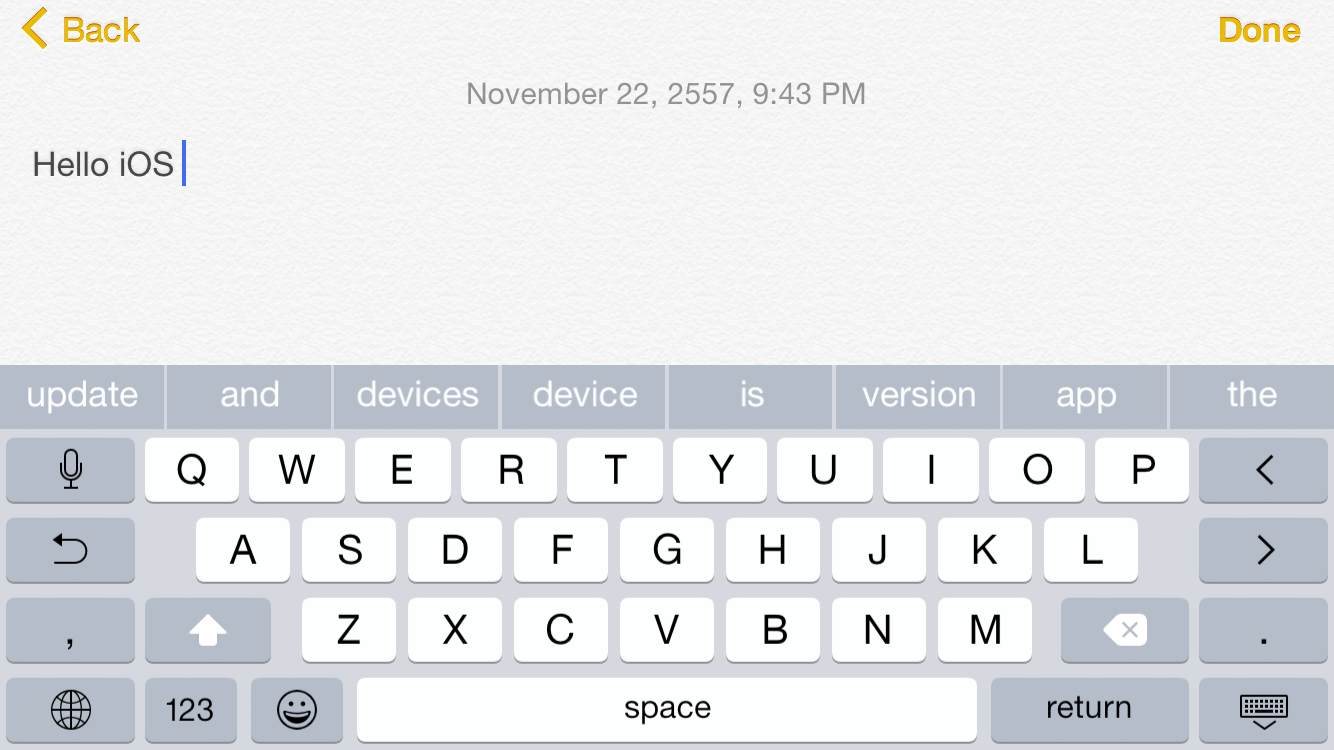 Back Done
November 22, 2557, 9:43 PM
Hello iOS
update and devices device is version app the
Q W E R T Y U I O P <
A S D F G H J K L >
, Z X C V B N M .
123 space return